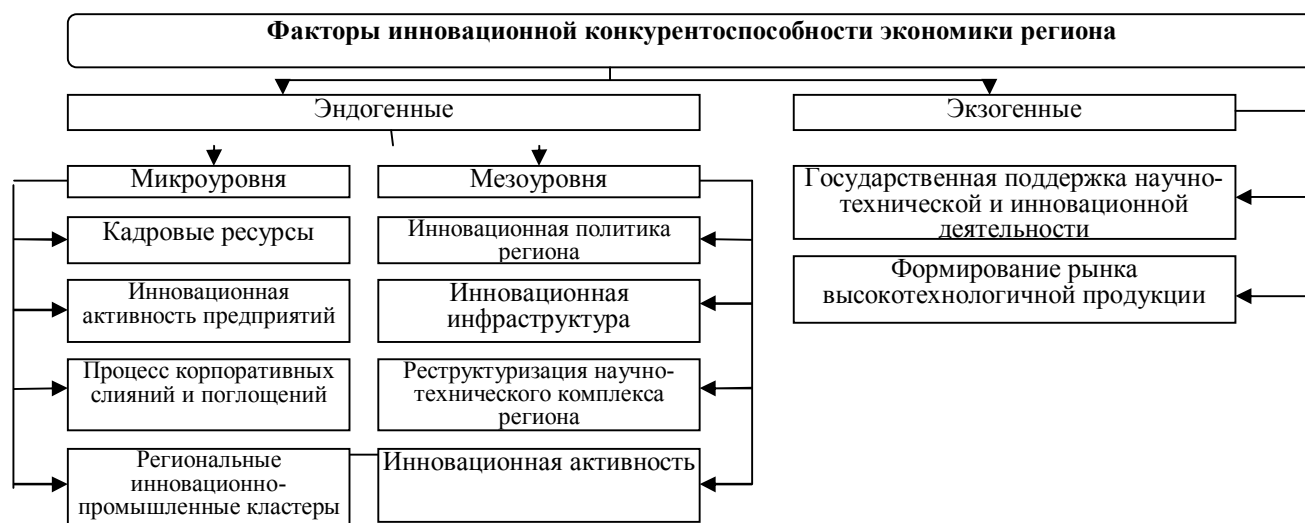 Факторы инновационной конкурентоспособности экономики региона
Эндогенные
Экзогенные
Микроуровня
Мезоуровня
Государственная поддержка научно-
технической и инновационной
деятельности
Кадровые ресурсы
Инновационная политика
региона
Формирование рынка
высокотехнологичной продукции
Инновационная
активность предприятий
Инновационная
инфраструктура
Процесс корпоративных
слияний и поглощений
Реструктуризация научно-
технического комплекса
региона
Региональные
инновационно-
промышленные кластеры
Инновационная активность